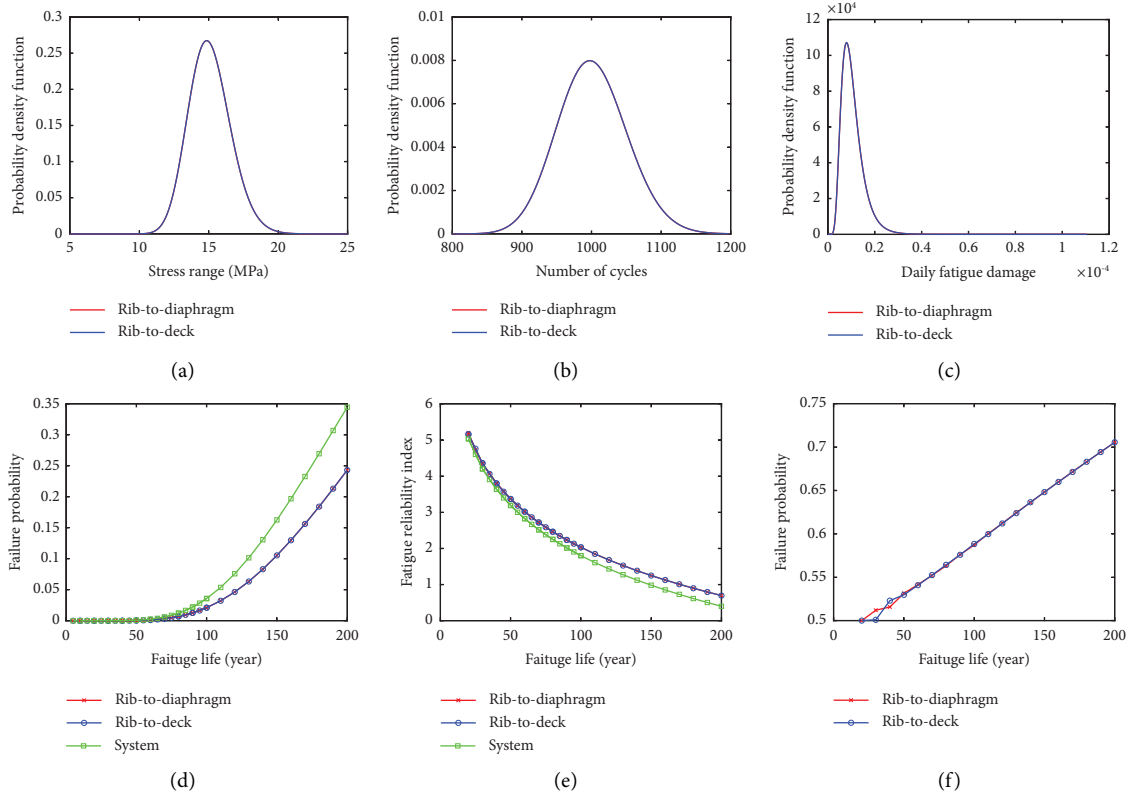 0.3
0.25
0.2
0.15
0.1
0.05
0
5
10
15
20
25
Probability density function
Stress range (MPa)
Rib-to-diaphragm
Rib-to-deck
(a)
0.01
0.008
0.006
0.004
0.002
0
800
900
1000
1100
1200
Probability density function
Number of cycles
Rib-to-diaphragm
Rib-to-deck
(b)
×10⁴
12
10
8
6
4
2
0
0
0.2
0.4
0.6
0.8
1
1.2
Probability density function
Daily fatigue damage
×10⁻⁴
Rib-to-diaphragm
Rib-to-deck
(c)
0.35
0.3
0.25
0.2
0.15
0.1
0.05
0
0
50
100
150
200
Failure probability
Faituge life (year)
Rib-to-diaphragm
Rib-to-deck
System
(d)
6
5
4
3
2
1
0
0
50
100
150
200
Fatigue reliability index
Faituge life (year)
Rib-to-diaphragm
Rib-to-deck
System
(e)
0.75
0.7
0.65
0.6
0.55
0.5
0
50
100
150
200
Failure probability
Faituge life (year)
Rib-to-diaphragm
Rib-to-deck
(f)